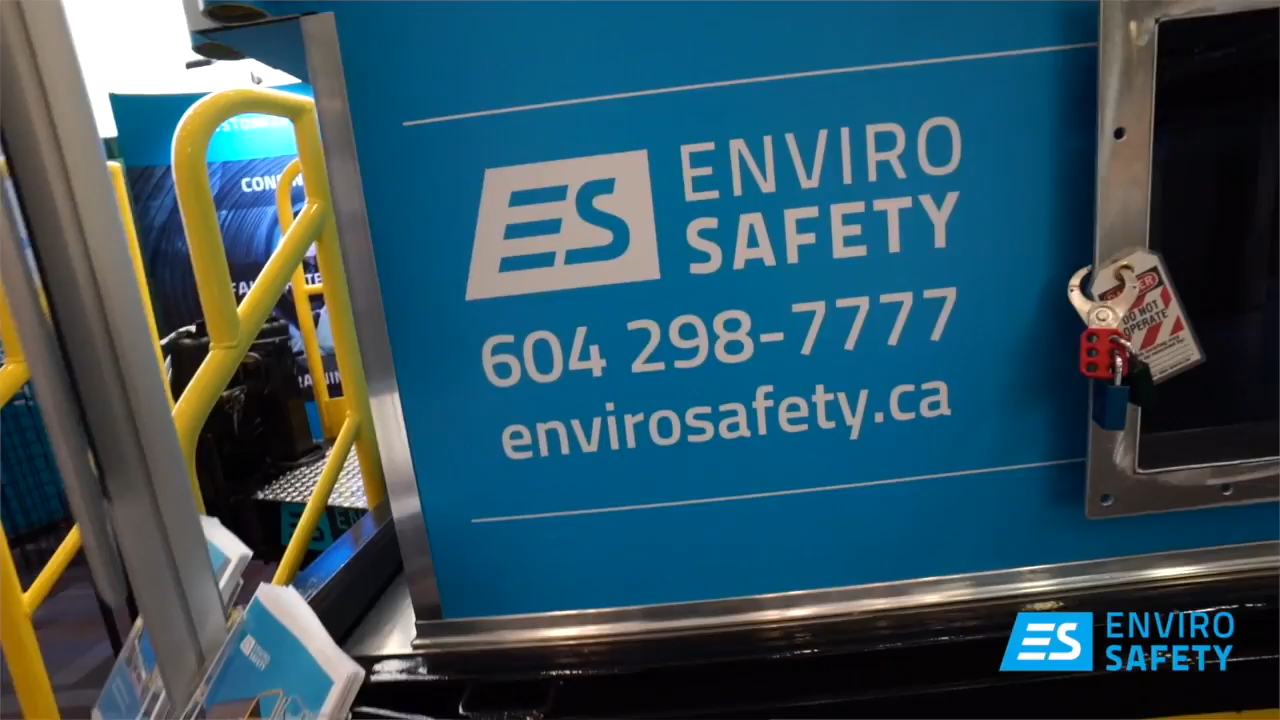 ES
ENVIRO
SAFETY
604 298-7777
envirosafety.ca
DO NOT
OPERATE
ES
ENVIRO
SAFETY